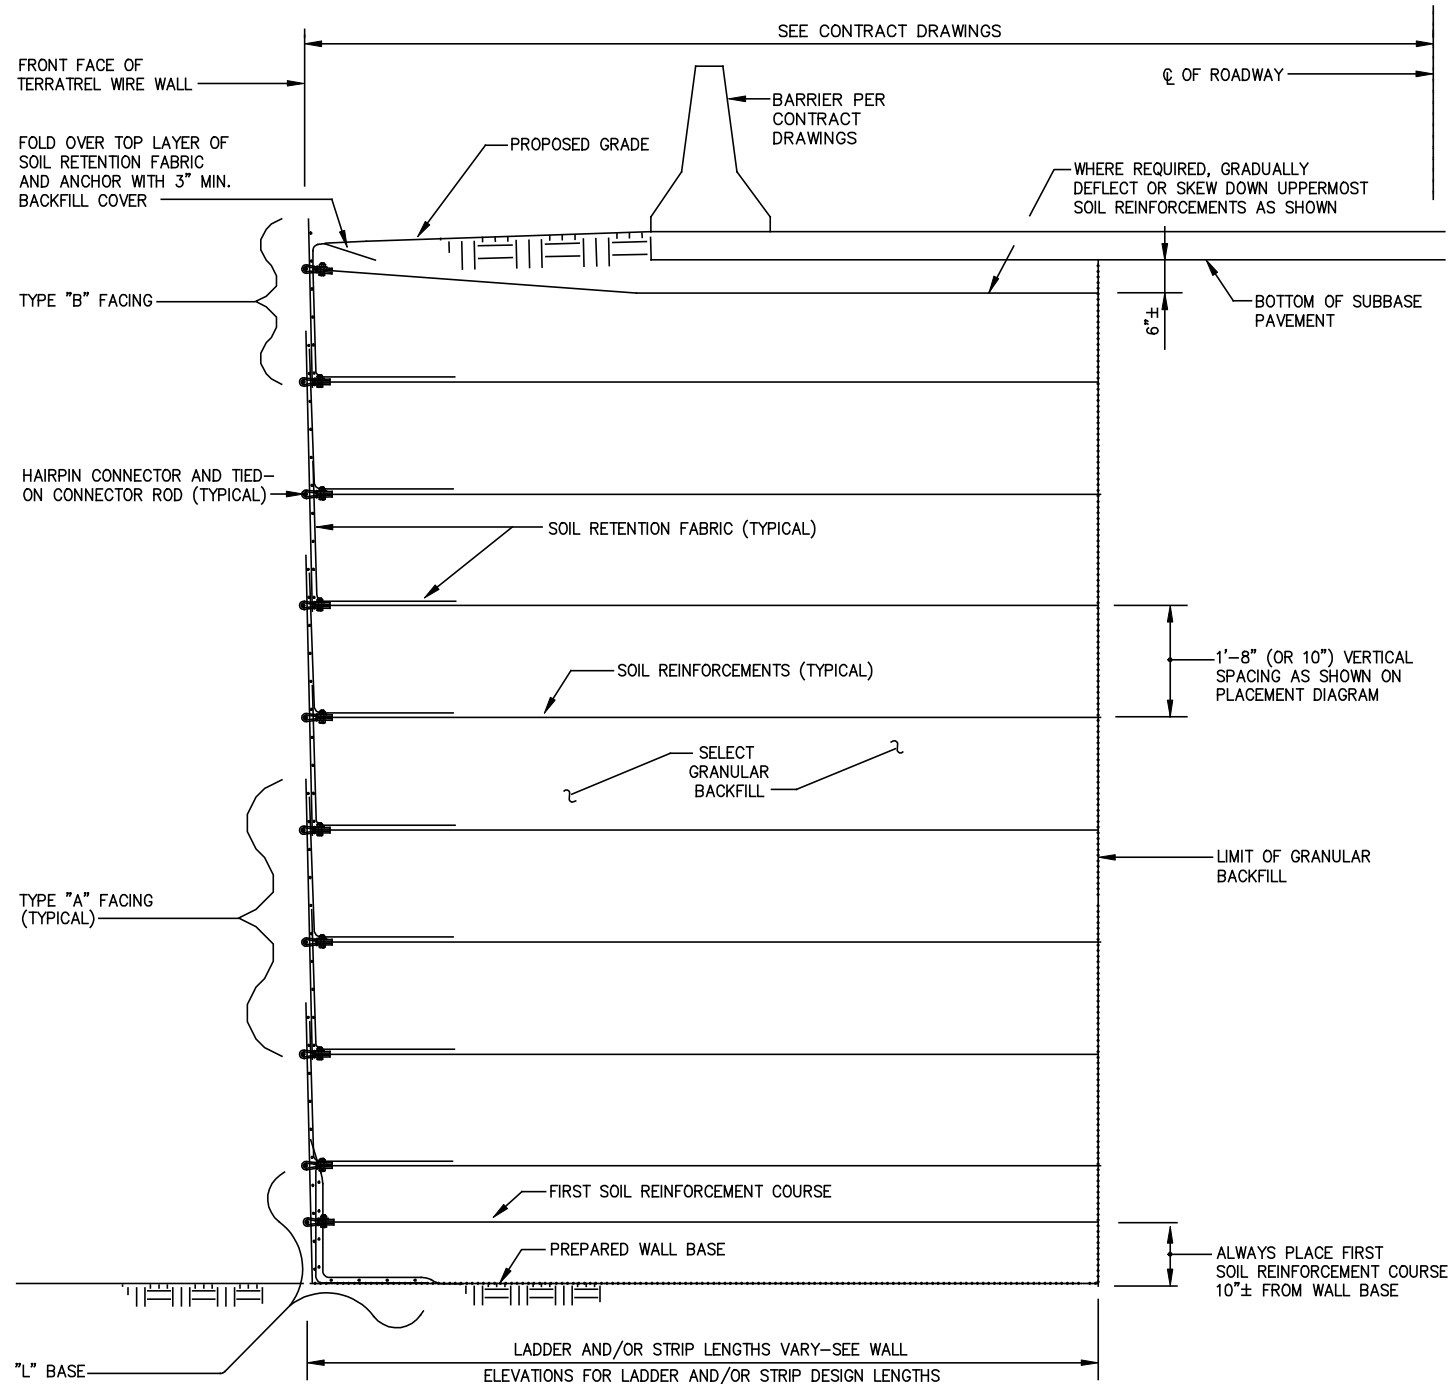 SEE CONTRACT DRAWINGS
FRONT FACE OF
TERRATREL WIRE WALL
℄ OF ROADWAY
BARRIER PER
CONTRACT
DRAWINGS
FOLD OVER TOP LAYER OF
SOIL RETENTION FABRIC
AND ANCHOR WITH 3" MIN.
BACKFILL COVER
PROPOSED GRADE
WHERE REQUIRED, GRADUALLY
DEFLECT OR SKEW DOWN UPPERMOST
SOIL REINFORCEMENTS AS SHOWN
TYPE "B" FACING
6"±
BOTTOM OF SUBBASE
PAVEMENT
HAIRPIN CONNECTOR AND TIED-
ON CONNECTOR ROD (TYPICAL)
SOIL RETENTION FABRIC (TYPICAL)
SOIL REINFORCEMENTS (TYPICAL)
1'-8" (OR 10") VERTICAL
SPACING AS SHOWN ON
PLACEMENT DIAGRAM
SELECT
GRANULAR
BACKFILL
LIMIT OF GRANULAR
BACKFILL
TYPE "A" FACING
(TYPICAL)
FIRST SOIL REINFORCEMENT COURSE
PREPARED WALL BASE
ALWAYS PLACE FIRST
SOIL REINFORCEMENT COURSE
10"± FROM WALL BASE
"L" BASE
LADDER AND/OR STRIP LENGTHS VARY-SEE WALL
ELEVATIONS FOR LADDER AND/OR STRIP DESIGN LENGTHS